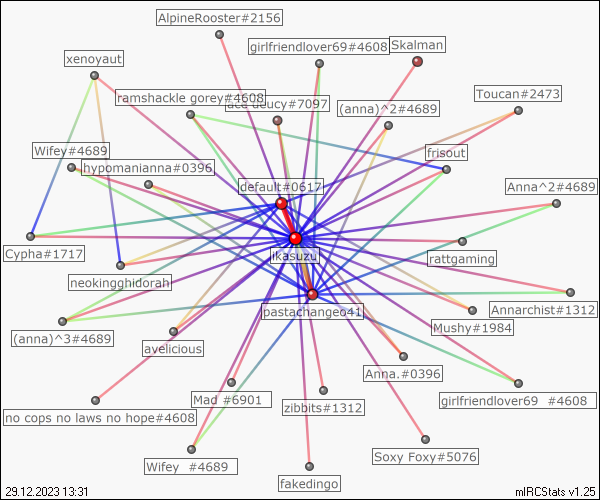 AlpineRooster#2156
girlfriendlover69#4608
Skalman
xenoyaut
ramshackle gorey#4608
deucy#7097
(anna)^2#4689
Toucan#2473
Wifey#4689
hypomanianna#0396
frisout
default#0617
Anna^2#4689
Cypha#1717
ikasuzu
rattgaming
neokingghidorah
pastachangeo41
Annarchist#1312
(anna)^3#4689
avelicious
Mushy#1984
Anna.#0396
Mad #6901
zibbits#1312
girlfriendlover69 #4608
no cops no laws no hope#4608
Wifey #4689
Soxy Foxy#5076
fakedingo
29.12.2023 13:31
mIRCStats v1.25